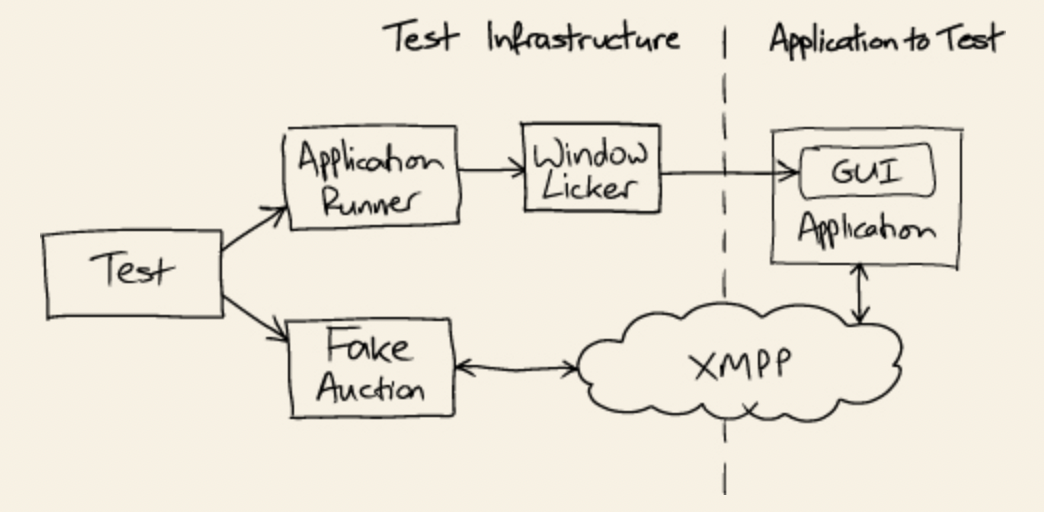 Test Infrastructure
Application to Test
Application
Runner
Window
Licker
GUI
Application
Test
Fake
Auction
XMPP